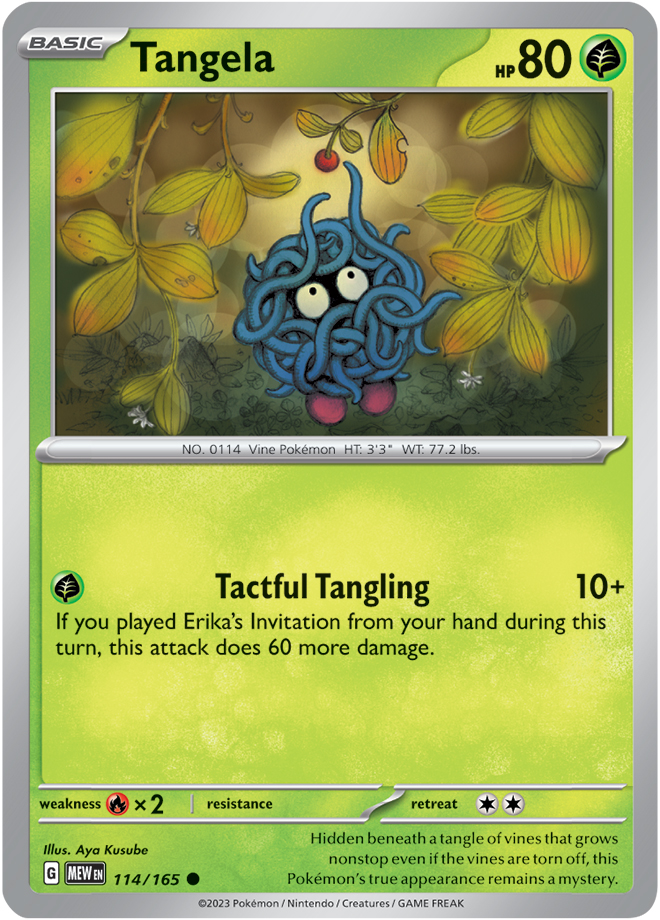 BASIC Tangela HP 80
NO. 0114 Vine Pokémon HT: 3'3" WT: 77.2 lbs.
Tactful Tangling 10+
If you played Erika's Invitation from your hand during this
turn, this attack does 60 more damage.
weakness ×2 resistance retreat
Illus. Aya Kusube
G MEW EN 114/165
Hidden beneath a tangle of vines that grows
nonstop even if the vines are torn off, this
Pokémon's true appearance remains a mystery.
©2023 Pokémon / Nintendo / Creatures / GAME FREAK